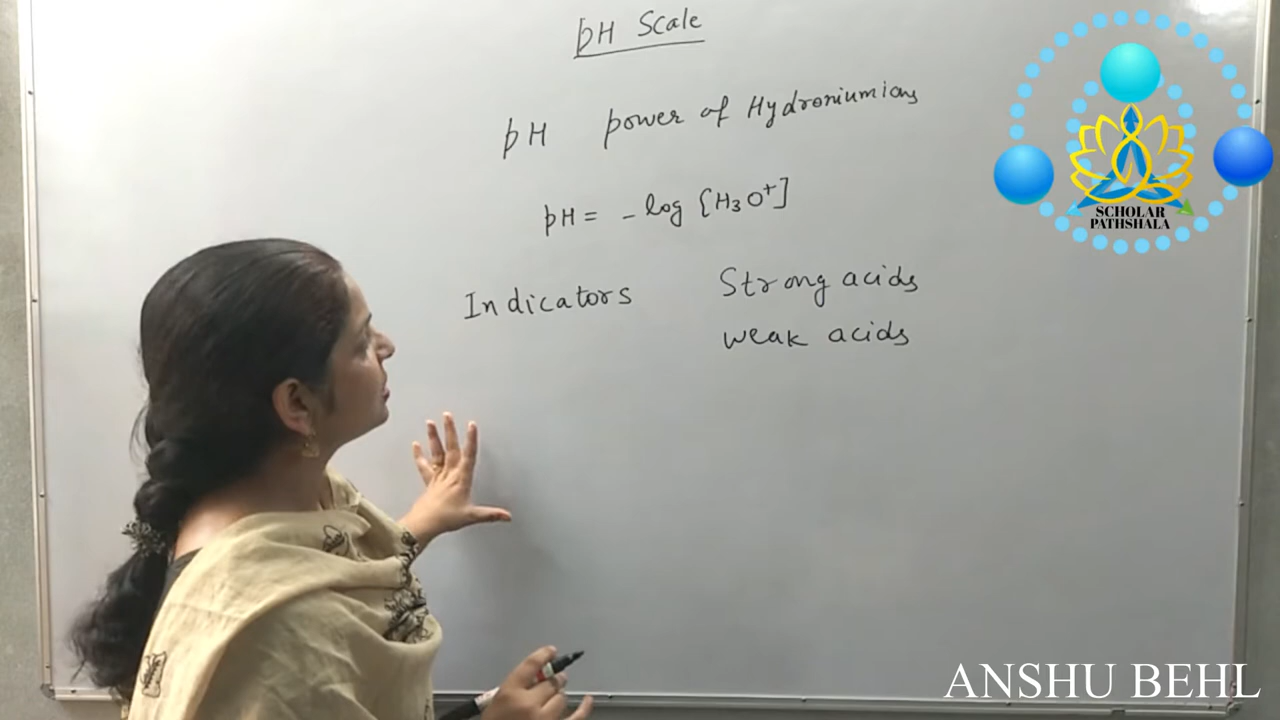 pH Scale
pH power of Hydronium ions
pH = - log [H₃O⁺]
Indicators Strong acids
weak acids
SCHOLAR
PATHSHALA
ANSHU BEHL